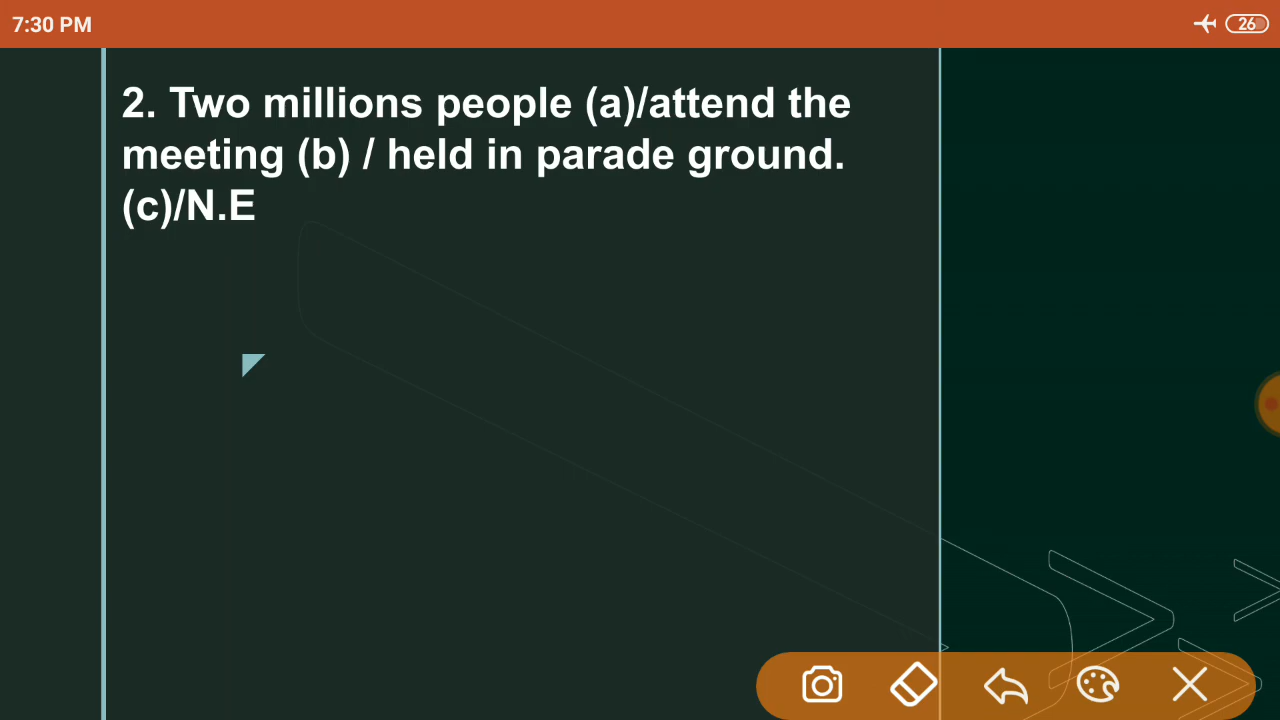 7:30 PM
26
2. Two millions people (a)/attend the
meeting (b) / held in parade ground.
(c)/N.E